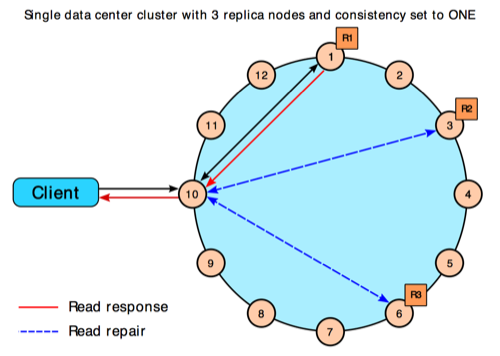 Single data center cluster with 3 replica nodes and consistency set to ONE
R1
1
12
2
R2
11
3
Client
10
4
9
5
R3
8
6
7
Read response
Read repair